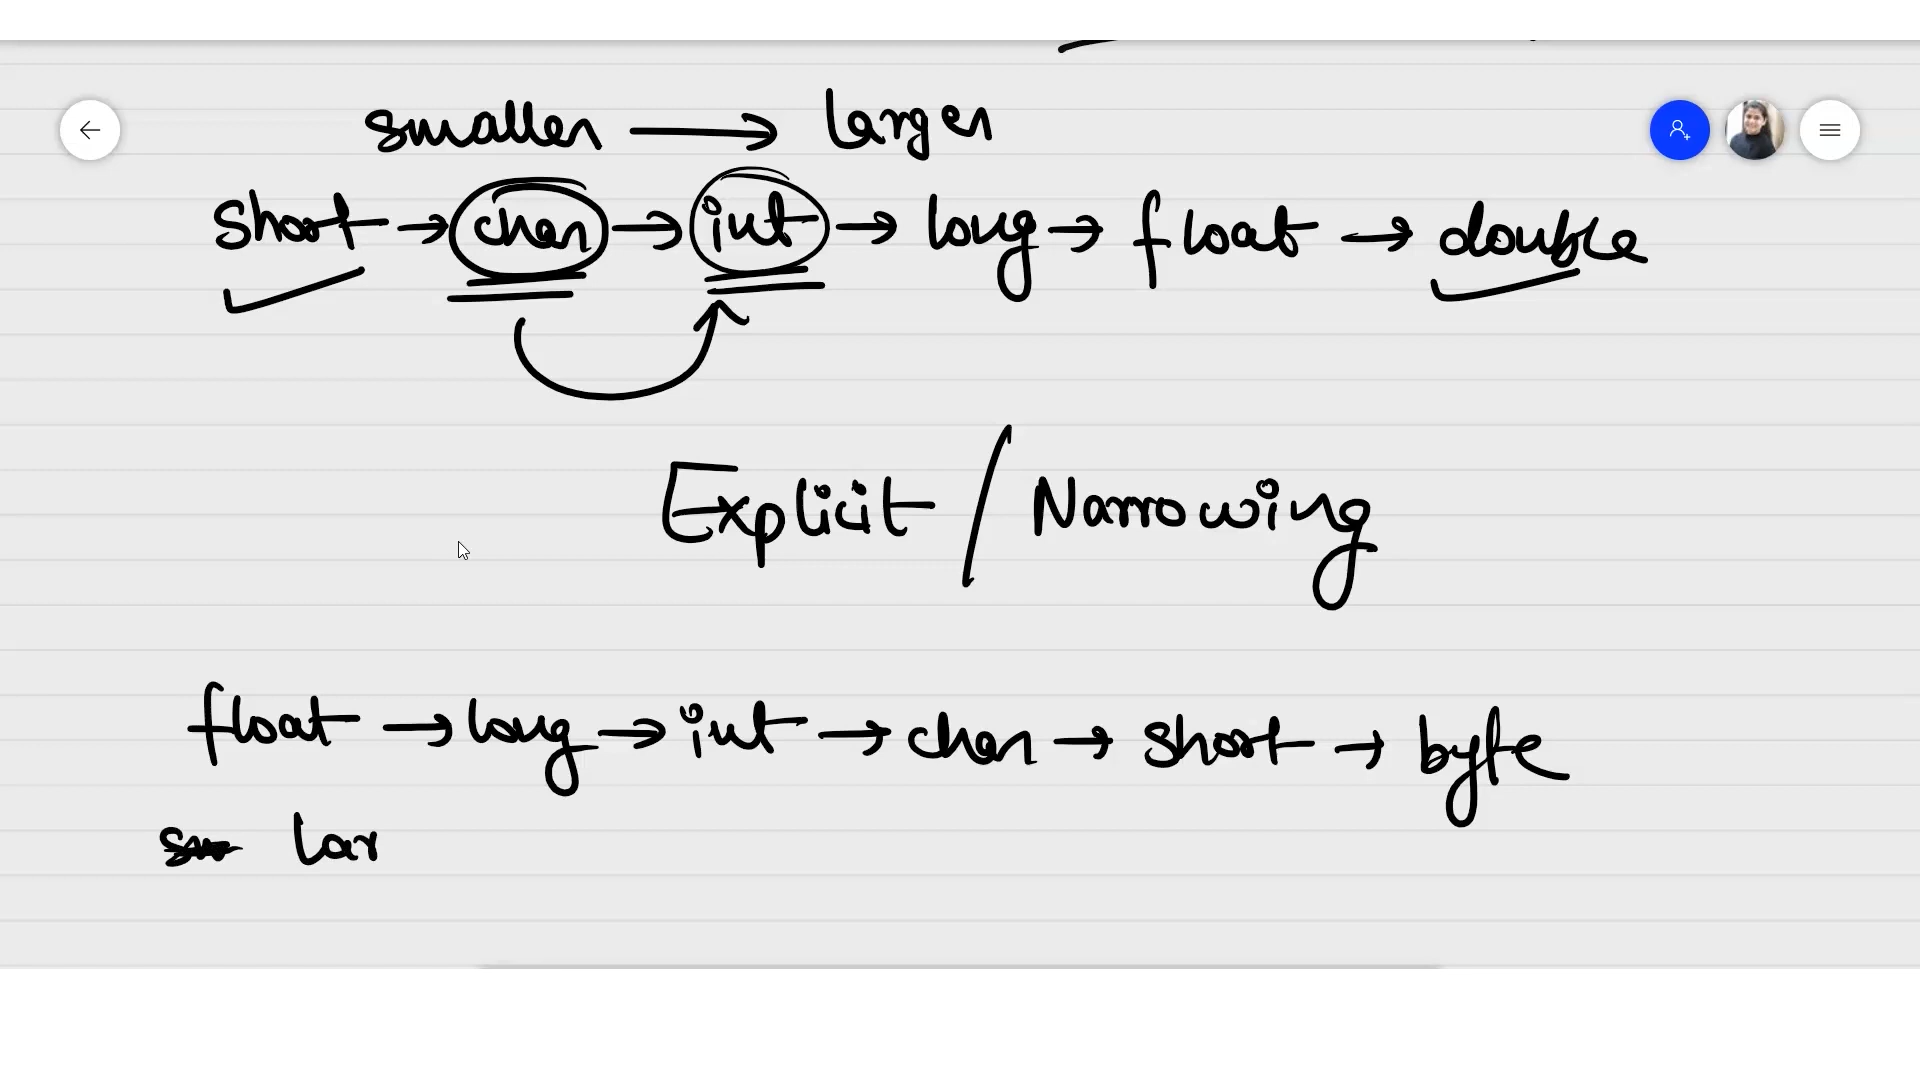 smaller → larger
short → char → int → long → float → double
Explicit / Narrowing
float → long → int → char → short → byte
lar